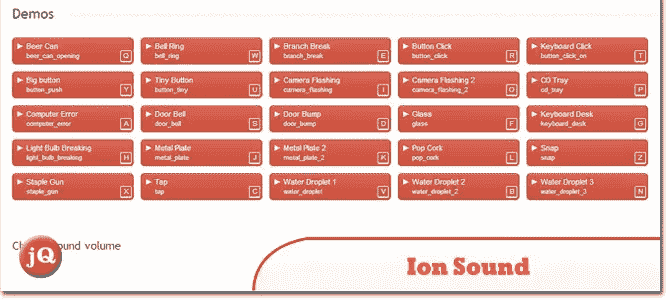 Demos
Beer Can
beer_can_opening
Q
Bell Ring
bell_ring
W
Branch Break
branch_break
E
Button Click
button_click
R
Keyboard Click
button_click_on
T
Big button
button_push
Y
Tiny Button
button_tiny
U
Camera Flashing
camera_flashing
I
Camera Flashing 2
camera_flashing_2
O
CD Tray
cd_tray
P
Computer Error
computer_error
A
Door Bell
door_bell
S
Door Bump
door_bump
D
Glass
glass
F
Keyboard Desk
keyboard_desk
G
Light Bulb Breaking
light_bulb_breaking
H
Metal Plate
metal_plate
J
Metal Plate 2
metal_plate_2
K
Pop Cork
pop_cork
L
Snap
snap
Z
Staple Gun
staple_gun
X
Tap
tap
C
Water Droplet 1
water_droplet
V
Water Droplet 2
water_droplet_2
B
Water Droplet 3
water_droplet_3
N
und volume
jQ
Ion Sound